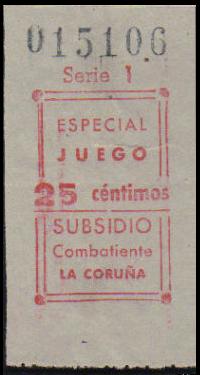 015106
Serie 1
ESPECIAL
JUEGO
25 céntimos
SUBSIDIO
Combatiente
LA CORUÑA